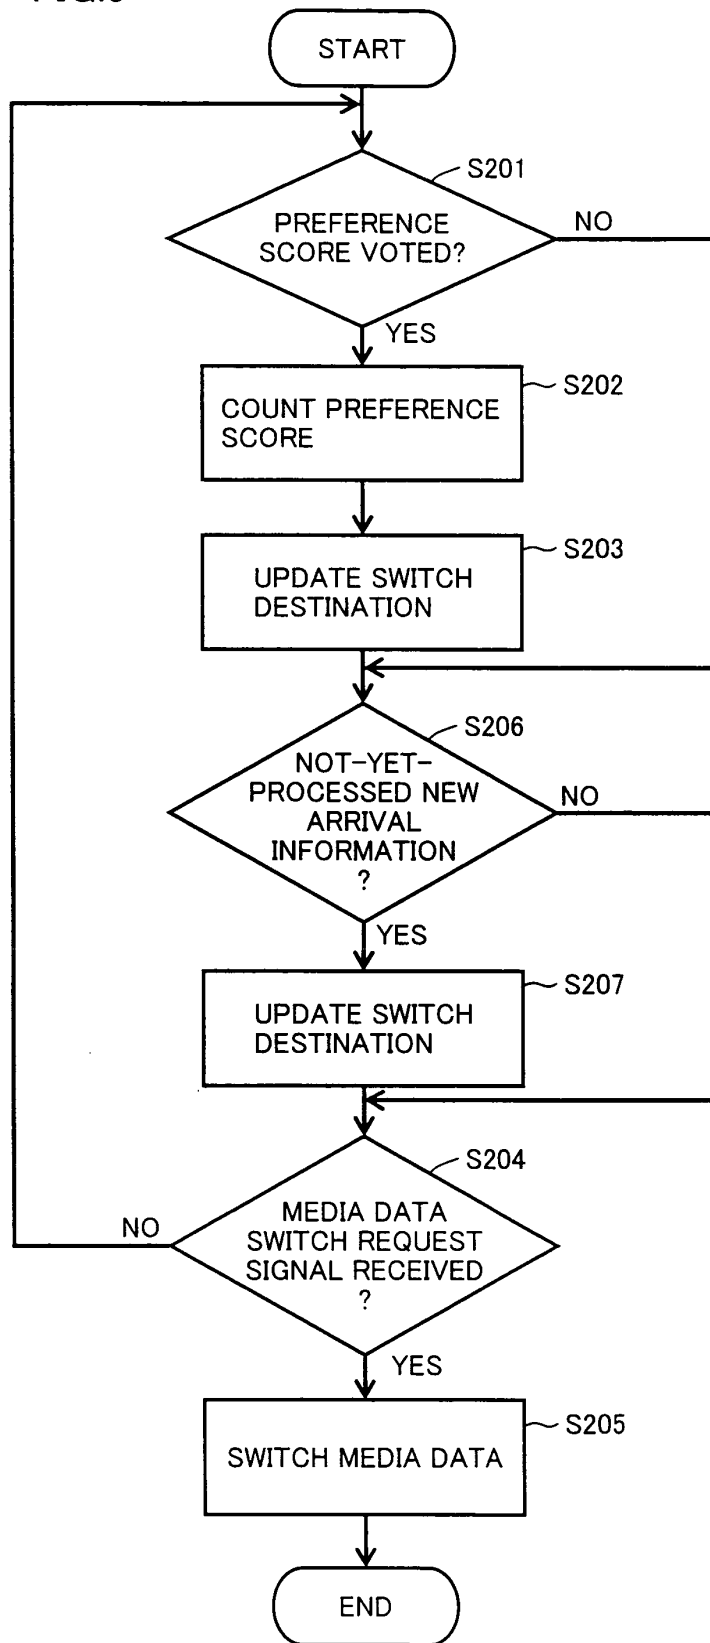 START
S201
PREFERENCE
SCORE VOTED?
NO
YES
S202
COUNT PREFERENCE
SCORE
S203
UPDATE SWITCH
DESTINATION
S206
NOT-YET-
PROCESSED NEW
ARRIVAL
INFORMATION
?
NO
YES
S207
UPDATE SWITCH
DESTINATION
S204
MEDIA DATA
SWITCH REQUEST
SIGNAL RECEIVED
?
NO
YES
S205
SWITCH MEDIA DATA
END